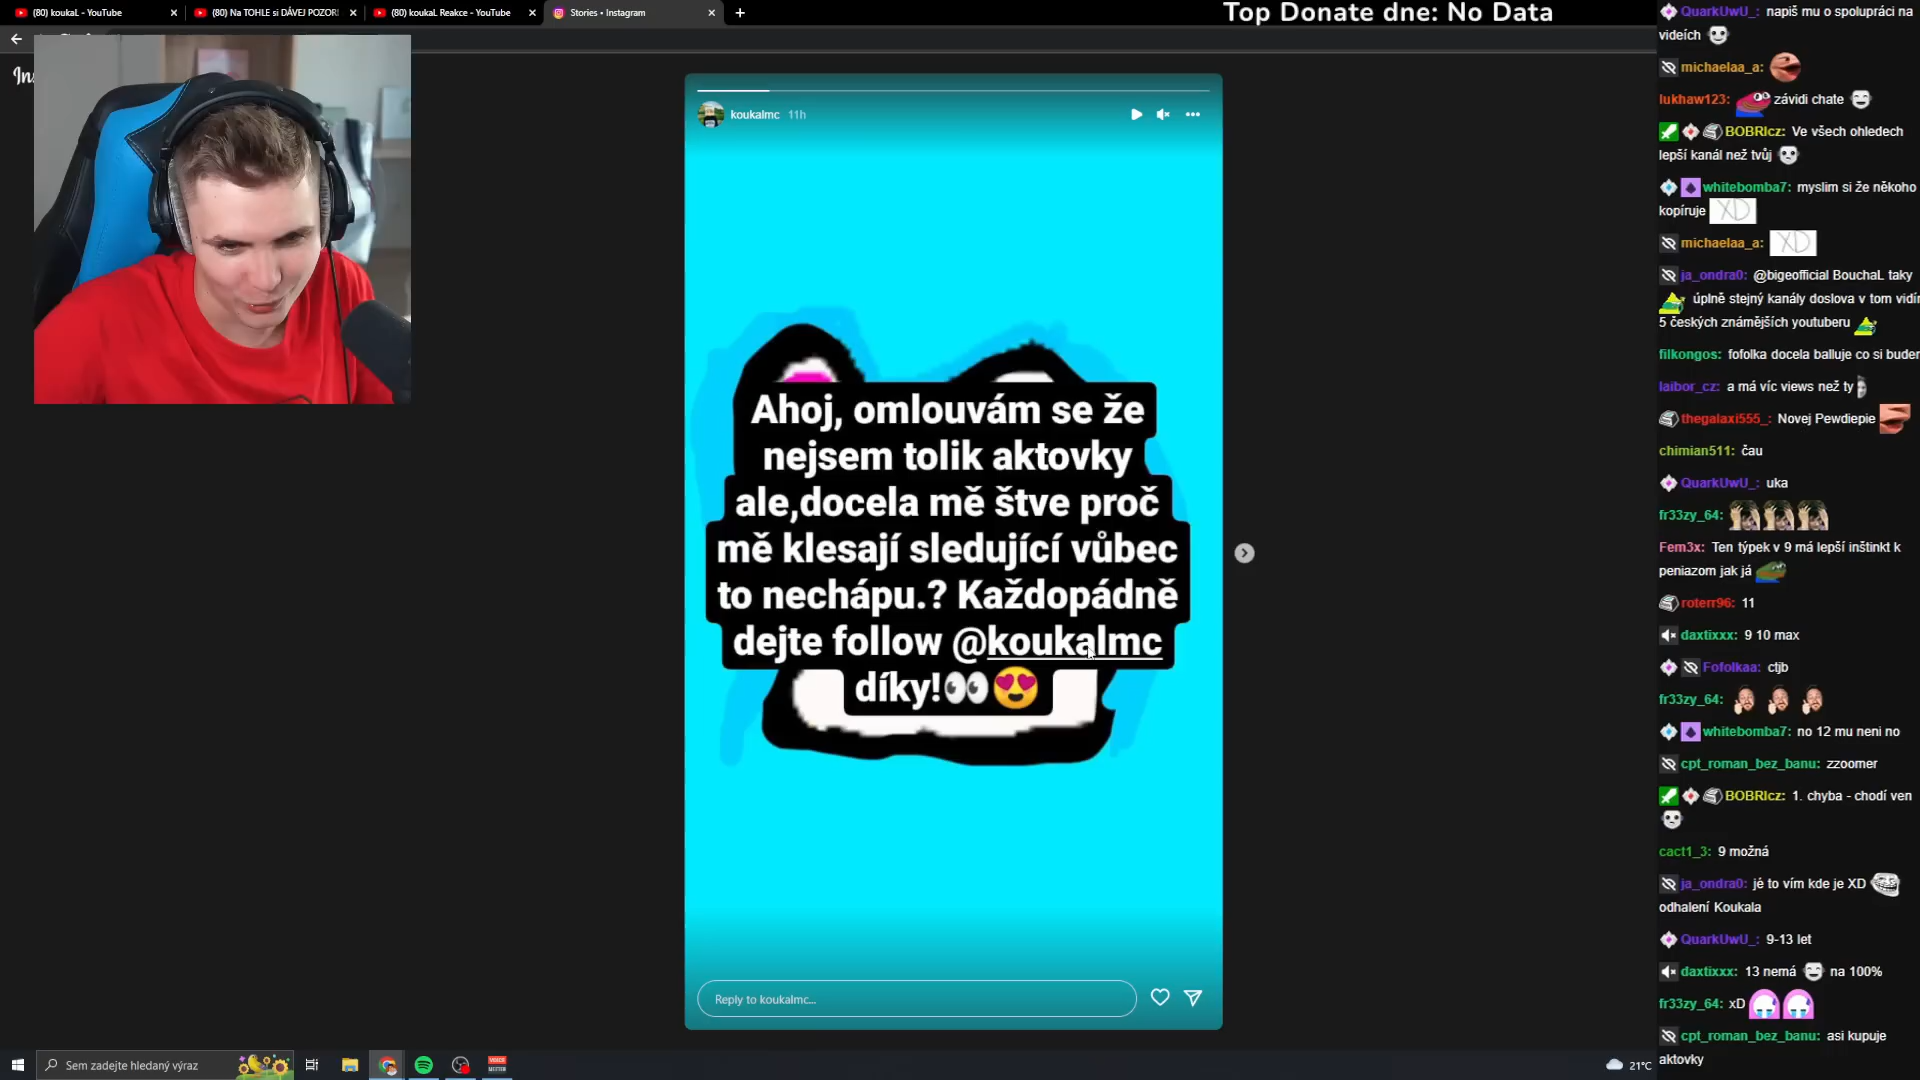 (80) koukaL - YouTube
(80) Na TOHLE si DÁVEJ POZOR!
(80) koukaL Reakce - YouTube
Stories • Instagram
Top Donate dne: No Data
koukalmc 11h
Ahoj, omlouvám se že
nejsem tolik aktovky
ale,docela mě štve proč
mě klesají sledující vůbec
to nechápu.? Každopádně
dejte follow @koukalmc
díky!👀😍
Reply to koukalmc...
QuarkUwU_: napiš mu o spolupráci na
videích
michaelaa_a:
lukhaw123: závidi chate
BOBRIcz: Ve všech ohledech
lepší kanál než tvůj
whitebomba7: myslim si že někoho
kopíruje XD
michaelaa_a: XD
ja_ondra0: @bigeofficial BouchaL taky
úplně stejný kanály doslova v tom vidír
5 českých známějších youtuberu
filkongos: fofolka docela balluje co si buder
laibor_cz: a má víc views než ty
thegalaxi555_: Novej Pewdiepie
chimian511: čau
QuarkUwU_: uka
fr33zy_64:
Fem3x: Ten týpek v 9 má lepší inštinkt k
peniazom jak já
roterr96: 11
daxtixxx: 9 10 max
Fofolkaa: ctjb
fr33zy_64:
whitebomba7: no 12 mu neni no
cpt_roman_bez_banu: zzoomer
BOBRIcz: 1. chyba - chodí ven
cact1_3: 9 možná
ja_ondra0: jé to vím kde je XD
odhalení Koukala
QuarkUwU_: 9-13 let
daxtixxx: 13 nemá na 100%
fr33zy_64: xD
cpt_roman_bez_banu: asi kupuje
aktovky
Sem zadejte hledaný výraz
21°C